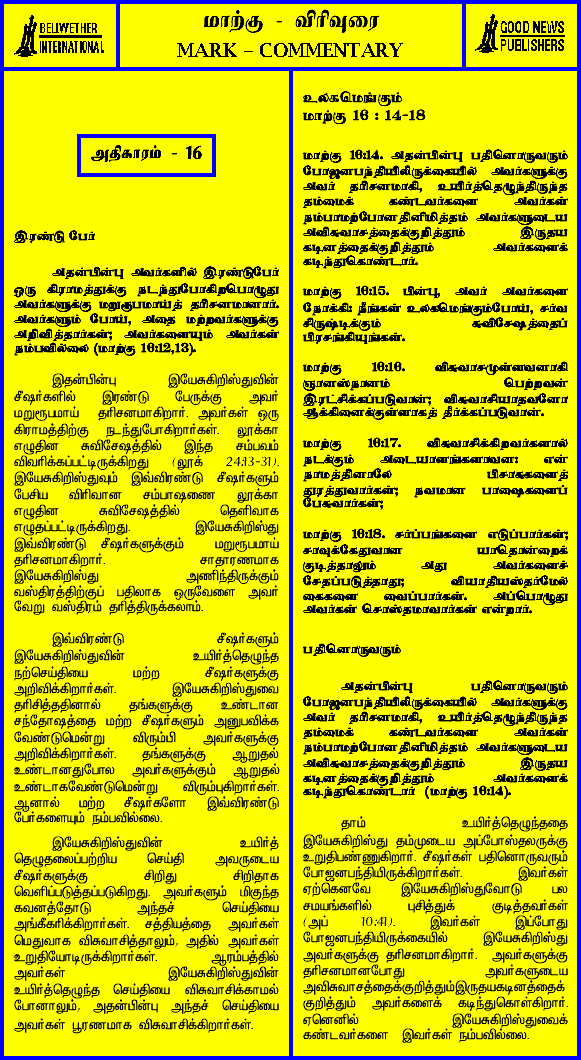 BELWETHER
INTERNATIONAL
மாற்கு - விரிவுரை
MARK – COMMENTARY
GOOD NEWS
PUBLISHERS
அதிகாரம் - 16
இரண்டு பேர்
அதன்பின்பு அவர்களில் இரண்டுபேர்
ஒரு கிராமத்துக்கு நடந்துபோகிறபொழுது
அவர்களுக்கு மறுரூபமாய்த் தரிசனமானார்.
அவர்களும் போய், அதை மற்றவர்களுக்கு
அறிவித்தார்கள்; அவர்களையும் அவர்கள்
நம்பவில்லை (மாற்கு 16:12,13).
இதன்பின்பு இயேசுகிறிஸ்துவின்
சீஷர்களில் இரண்டு பேருக்கு அவர்
மறுரூபமாய் தரிசனமாகிறார். அவர்கள் ஒரு
கிராமத்திற்கு நடந்துபோகிறார்கள். லூக்கா
எழுதின சுவிசேஷத்தில் இந்த சம்பவம்
விவரிக்கப்பட்டிருக்கிறது (லூக் 24:13-31).
இயேசுகிறிஸ்துவும் இவ்விரண்டு சீஷர்களும்
பேசிய விரிவான சம்பாஷணை லூக்கா
எழுதின சுவிசேஷத்தில் தெளிவாக
எழுதப்பட்டிருக்கிறது. இயேசுகிறிஸ்து
இவ்விரண்டு சீஷர்களுக்கும் மறுரூபமாய்
தரிசனமாகிறார். சாதாரணமாக
இயேசுகிறிஸ்து அணிந்திருக்கும்
வஸ்திரத்திற்குப் பதிலாக ஒருவேளை அவர்
வேறு வஸ்திரம் தரித்திருக்கலாம்.
இவ்விரண்டு சீஷர்களும்
இயேசுகிறிஸ்துவின் உயிர்த்தெழுந்த
நற்செய்தியை மற்ற சீஷர்களுக்கு
அறிவிக்கிறார்கள். இயேசுகிறிஸ்துவை
தரிசித்ததினால் தங்களுக்கு உண்டான
சந்தோஷத்தை மற்ற சீஷர்களும் அனுபவிக்க
வேண்டுமென்று விரும்பி அவர்களுக்கு
அறிவிக்கிறார்கள். தங்களுக்கு ஆறுதல்
உண்டானதுபோல அவர்களுக்கும் ஆறுதல்
உண்டாகவேண்டுமென்று விரும்புகிறார்கள்.
ஆனால் மற்ற சீஷர்களோ இவ்விரண்டு
பேர்களையும் நம்பவில்லை.
இயேசுகிறிஸ்துவின் உயிர்த்
தெழுதலைப்பற்றிய செய்தி அவருடைய
சீஷர்களுக்கு சிறிது சிறிதாக
வெளிப்படுத்தப்படுகிறது. அவர்களும் மிகுந்த
கவனத்தோடு அந்தச் செய்தியை
அங்கீகரிக்கிறார்கள். சத்தியத்தை அவர்கள்
மெதுவாக விசுவாசித்தாலும், அதில் அவர்கள்
உறுதியோடிருக்கிறார்கள். ஆரம்பத்தில்
அவர்கள் இயேசுகிறிஸ்துவின்
உயிர்த்தெழுந்த செய்தியை விசுவாசிக்காமல்
போனாலும், அதன்பின்பு அந்தச் செய்தியை
அவர்கள் பூரணமாக விசுவாசிக்கிறார்கள்.
உலகமெங்கும்
மாற்கு 16 : 14-18
மாற்கு 16:14. அதன்பின்பு பதினொருவரும்
போஜனபந்தியிலிருக்கையில் அவர்களுக்கு
அவர் தரிசனமாகி, உயிர்த்தெழுந்திருந்த
தம்மைக் கண்டவர்களை அவர்கள்
நம்பாமற்போனதினிமித்தம் அவர்களுடைய
அவிசுவாசத்தைக்குறித்தும் இருதய
கடினத்தைக்குறித்தும் அவர்களைக்
கடிந்துகொண்டார்.
மாற்கு 16:15. பின்பு, அவர் அவர்களை
நோக்கி: நீங்கள் உலகமெங்கும்போய், சர்வ
சிருஷ்டிக்கும் சுவிசேஷத்தைப்
பிரசங்கியுங்கள்.
மாற்கு 16:16. விசுவாசமுள்ளவனாகி
ஞானஸ்நானம் பெற்றவன்
இரட்சிக்கப்படுவான்; விசுவாசியாதவனோ
ஆக்கினைக்குள்ளாகத் தீர்க்கப்படுவான்.
மாற்கு 16:17. விசுவாசிக்கிறவர்களால்
நடக்கும் அடையாளங்களாவன: என்
நாமத்தினாலே பிசாசுகளைத்
துரத்துவார்கள்; நவமான பாஷைகளைப்
பேசுவார்கள்;
மாற்கு 16:18. சர்ப்பங்களை எடுப்பார்கள்;
சாவுக்கேதுவான யாதொன்றைக்
குடித்தாலும் அது அவர்களைச்
சேதப்படுத்தாது; வியாதியஸ்தர்மேல்
கைகளை வைப்பார்கள். அப்பொழுது
அவர்கள் சொஸ்தமாவார்கள் என்றார்.
பதினொருவரும்
அதன்பின்பு பதினொருவரும்
போஜனபந்தியிலிருக்கையில் அவர்களுக்கு
அவர் தரிசனமாகி, உயிர்த்தெழுந்திருந்த
தம்மைக் கண்டவர்களை அவர்கள்
நம்பாமற்போனதினிமித்தம் அவர்களுடைய
அவிசுவாசத்தைக்குறித்தும் இருதய
கடினத்தைக்குறித்தும் அவர்களைக்
கடிந்துகொண்டார் (மாற்கு 16:14).
தாம் உயிர்த்தெழுந்ததை
இயேசுகிறிஸ்து தம்முடைய அப்போஸ்தலருக்கு
உறுதிபண்ணுகிறார். சீஷர்கள் பதினொருவரும்
போஜனபந்தியிருக்கிறார்கள். இவர்கள்
ஏற்கெனவே இயேசுகிறிஸ்துவோடு பல
சமயங்களில் புசித்துக் குடித்தவர்கள்
(அப் 10:41). இவர்கள் இப்போது
போஜனபந்தியிருக்கையில் இயேசுகிறிஸ்து
அவர்களுக்கு தரிசனமாகிறார். அவர்களுக்கு
தரிசனமானபோது அவர்களுடைய
அவிசுவாசத்தைக்குறித்தும்இருதயகடினத்தைக்
குறித்தும் அவர்களைக் கடிந்துகொள்கிறார்.
ஏனெனில் இயேசுகிறிஸ்துவைக்
கண்டவர்களை இவர்கள் நம்பவில்லை.